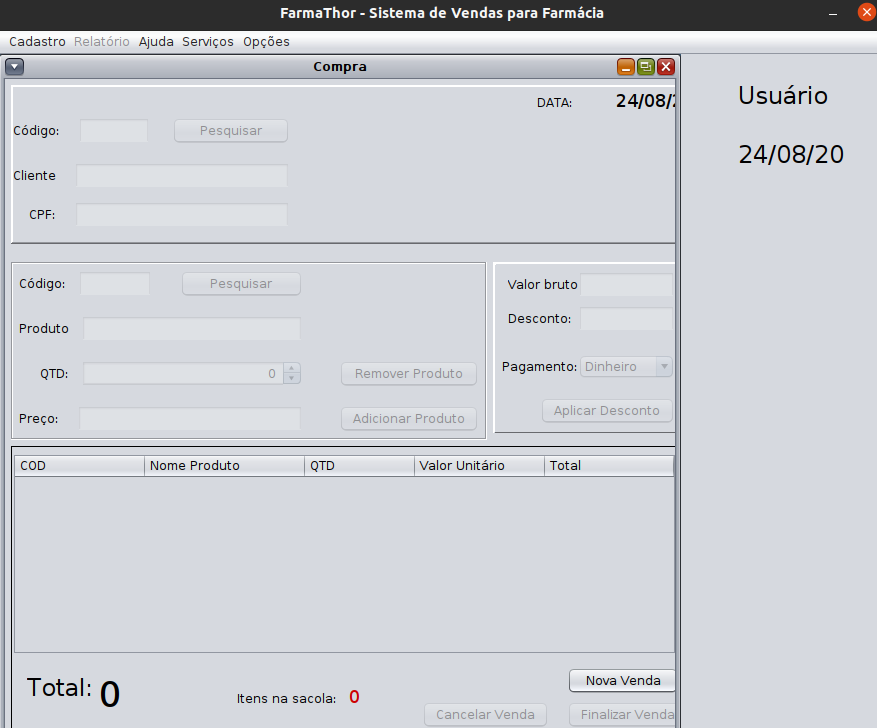 FarmaThor - Sistema de Vendas para Farmácia
Cadastro Relatório Ajuda Serviços Opções
Compra
DATA: 24/08/
Código: Pesquisar
Cliente
CPF:
Usuário
24/08/20
Código: Pesquisar
Produto
QTD: 0 Remover Produto
Preço: Adicionar Produto
Valor bruto
Desconto:
Pagamento: Dinheiro
Aplicar Desconto
COD Nome Produto QTD Valor Unitário Total
Total: 0
Itens na sacola: 0
Nova Venda
Cancelar Venda Finalizar Venda